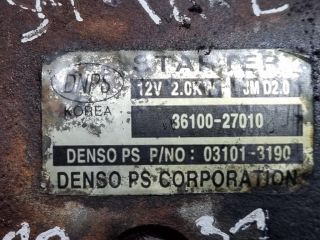 STARTER
DNPS
12V 2.0KW JM D2.0
KOREA
36100-27010
DENSO PS P/NO : 03101-3190
DENSO PS CORPORATION